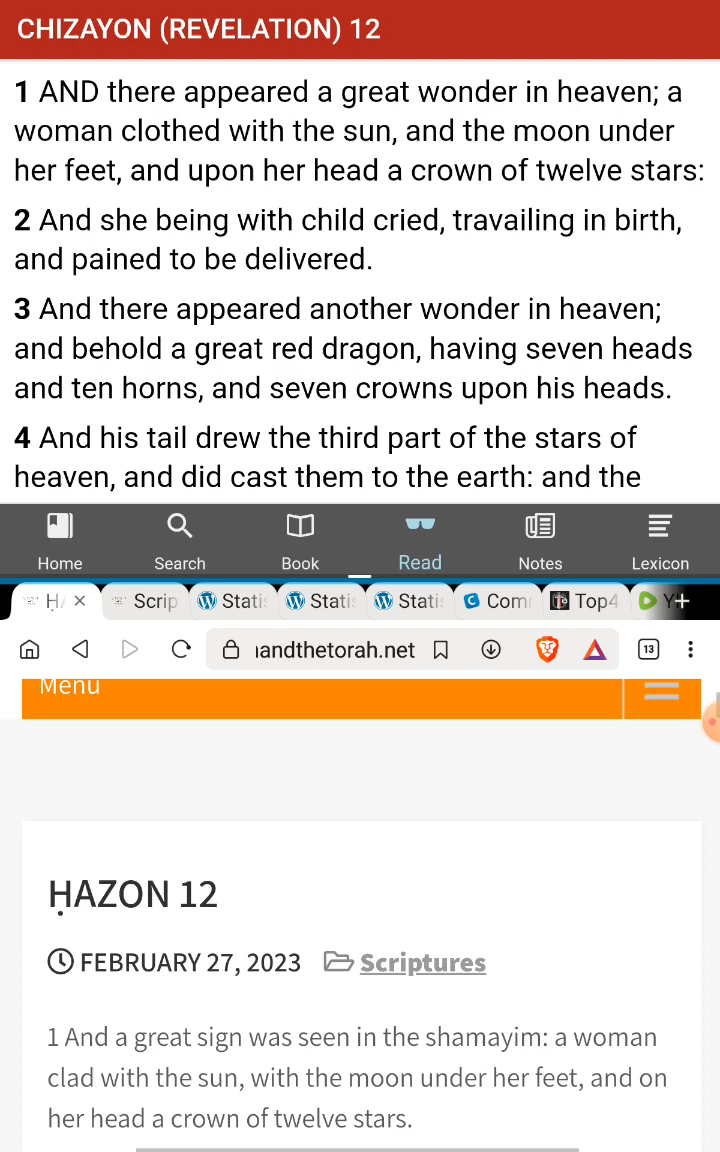 CHIZAYON (REVELATION) 12
1 AND there appeared a great wonder in heaven; a
woman clothed with the sun, and the moon under
her feet, and upon her head a crown of twelve stars:
2 And she being with child cried, travailing in birth,
and pained to be delivered.
3 And there appeared another wonder in heaven;
and behold a great red dragon, having seven heads
and ten horns, and seven crowns upon his heads.
4 And his tail drew the third part of the stars of
heaven, and did cast them to the earth: and the
Home Search Book Read Notes Lexicon
Scrip Stati Stati Stati Com Top4 Y+
andthetorah.net 13
Menu
ḤAZON 12
FEBRUARY 27, 2023 Scriptures
1 And a great sign was seen in the shamayim: a woman
clad with the sun, with the moon under her feet, and on
her head a crown of twelve stars.